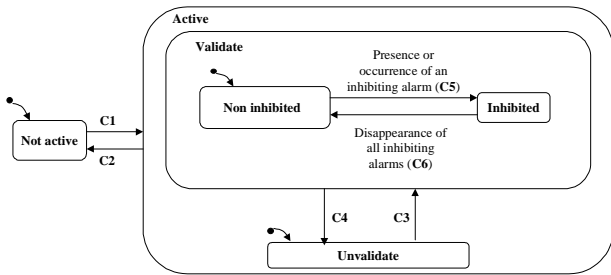 Active
Validate
Presence or
occurrence of an
inhibiting alarm (C5)
Non inhibited
Inhibited
Disappearance of
all inhibiting
alarms (C6)
Not active
C1
C2
C4
C3
Unvalidate